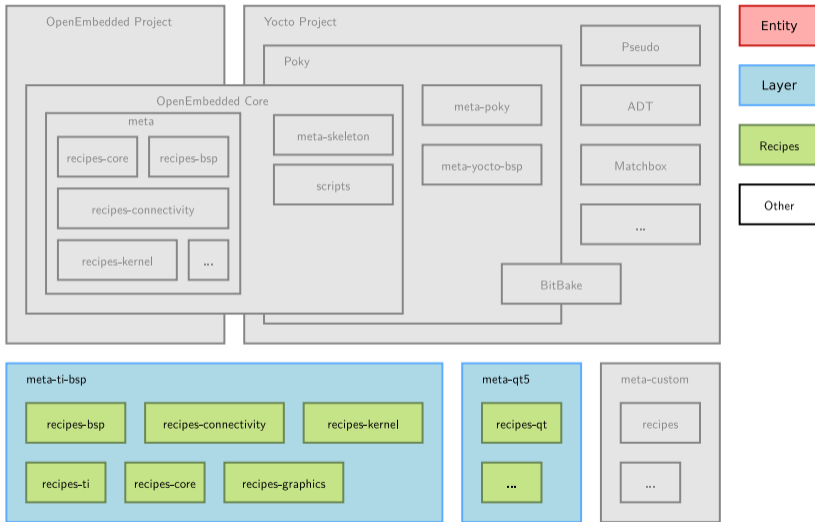 OpenEmbedded Project
Yocto Project
Poky
Pseudo
ADT
Matchbox
...
OpenEmbedded Core
meta
recipes-core
recipes-bsp
recipes-connectivity
recipes-kernel
...
meta-skeleton
scripts
meta-poky
meta-yocto-bsp
BitBake
Entity
Layer
Recipes
Other
meta-ti-bsp
recipes-bsp
recipes-connectivity
recipes-kernel
recipes-ti
recipes-core
recipes-graphics
meta-qt5
recipes-qt
...
meta-custom
recipes
...